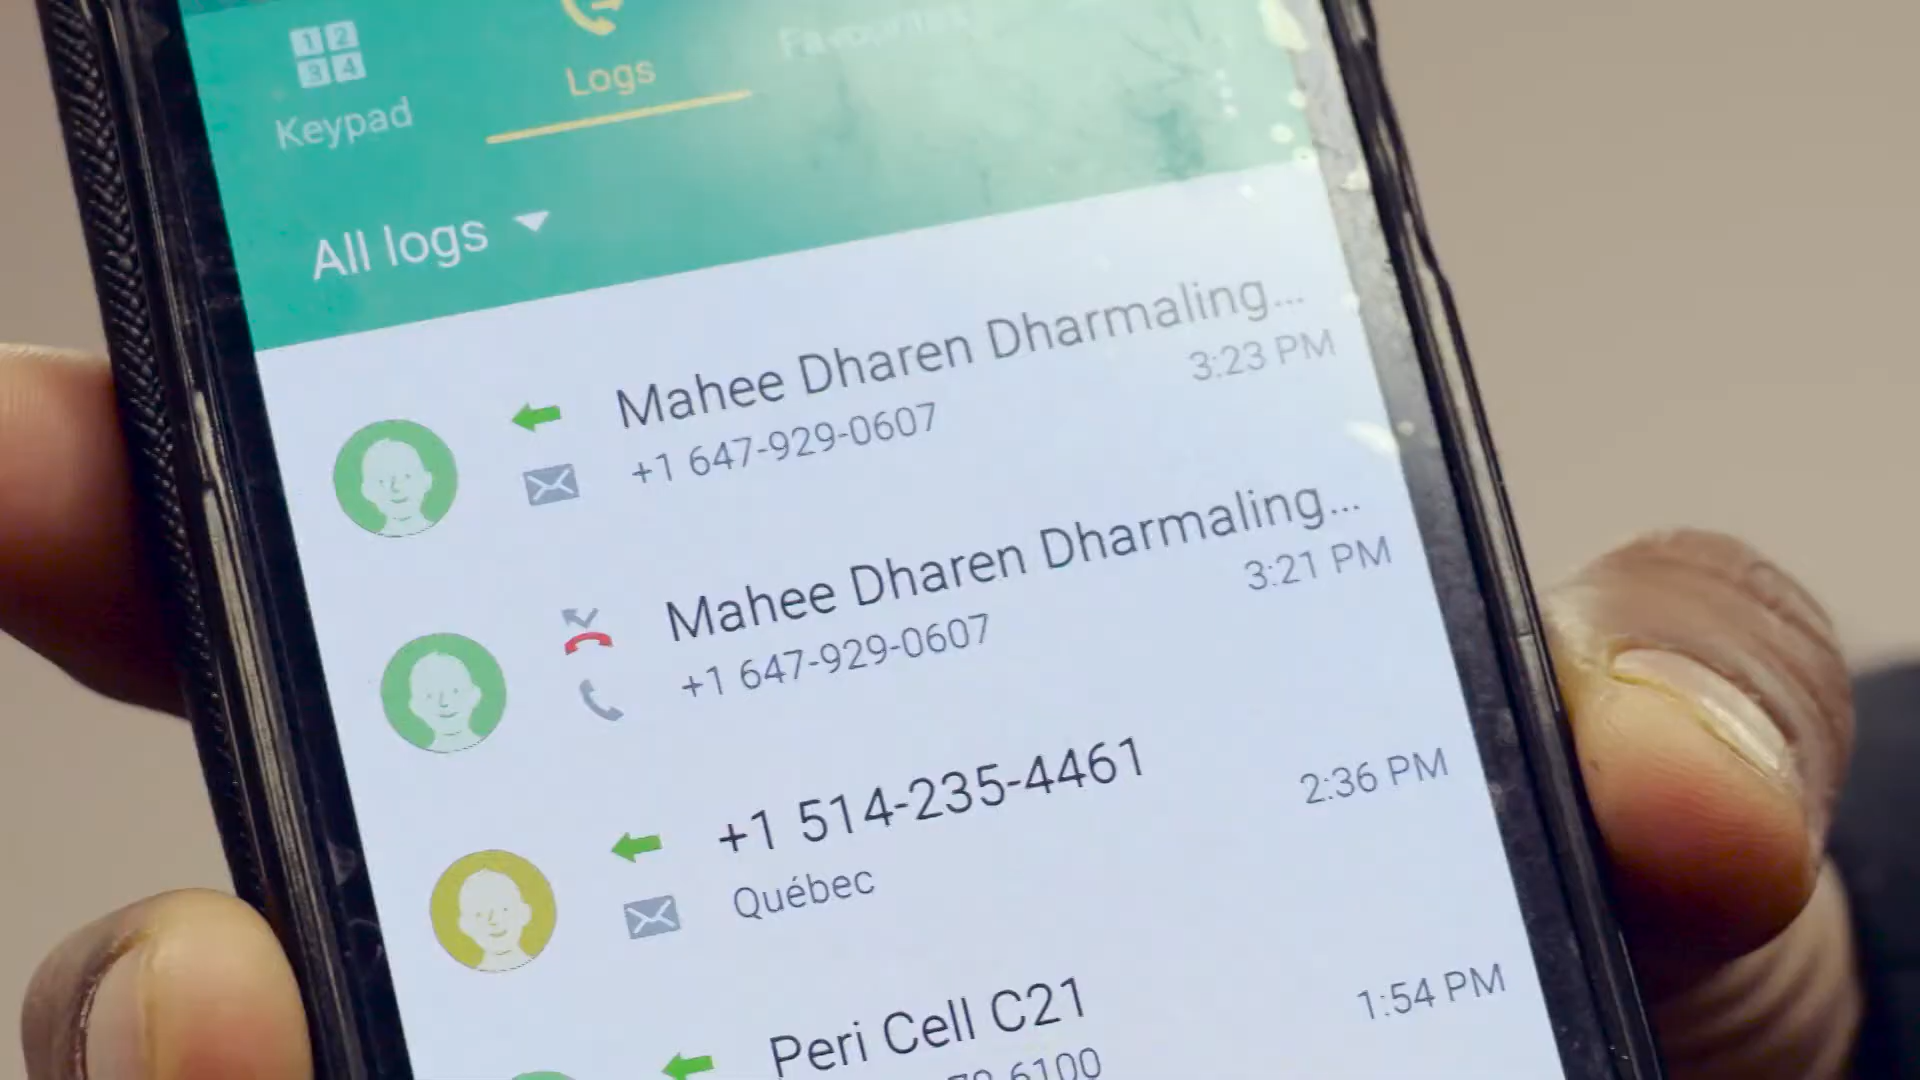 1 2
3 4
Keypad
Logs
Favourites
All logs
Mahee Dharen Dharmaling...
3:23 PM
+1 647-929-0607
Mahee Dharen Dharmaling...
3:21 PM
+1 647-929-0607
+1 514-235-4461
2:36 PM
Québec
Peri Cell C21
1:54 PM
6100